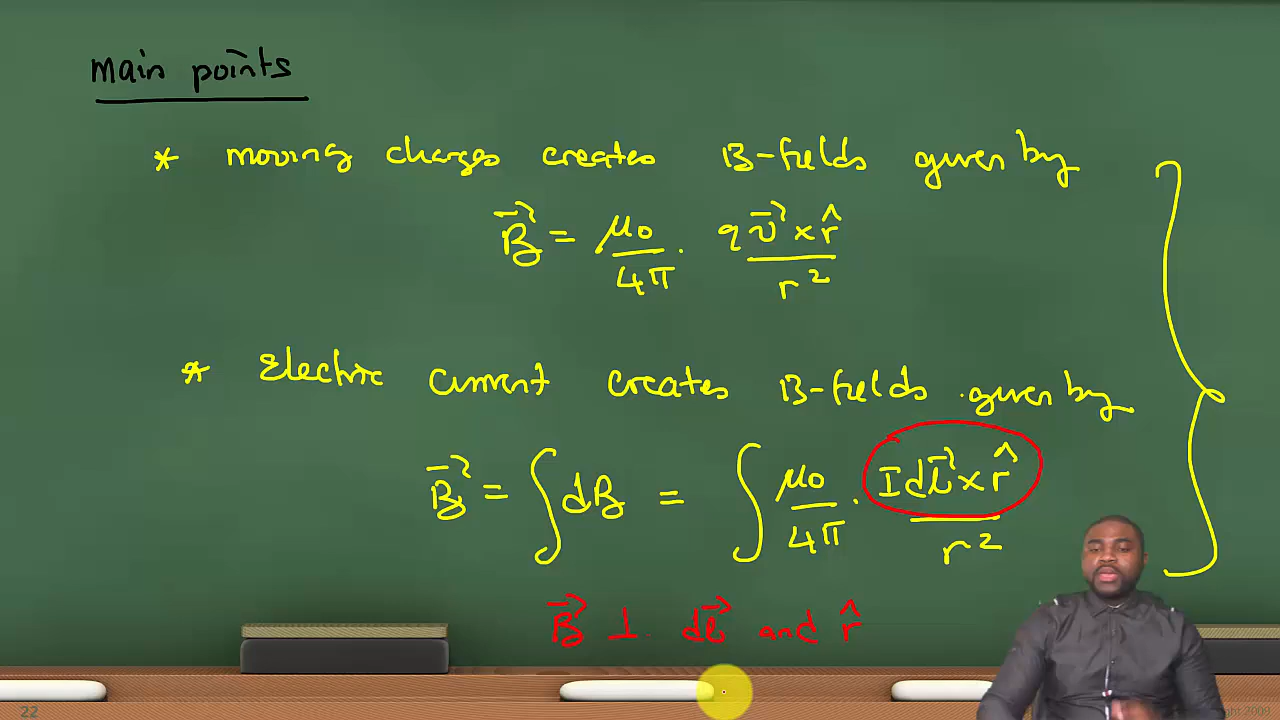 Main points
* moving charges creates B-fields given by
B⃗ = μ₀/4π · qv⃗ × r̂/r²
* Electric current creates B-fields given by
B⃗ = ∫dB = ∫ μ₀/4π · Idl⃗ × r̂/r²
B⃗ ⊥ dl⃗ and r̂
22